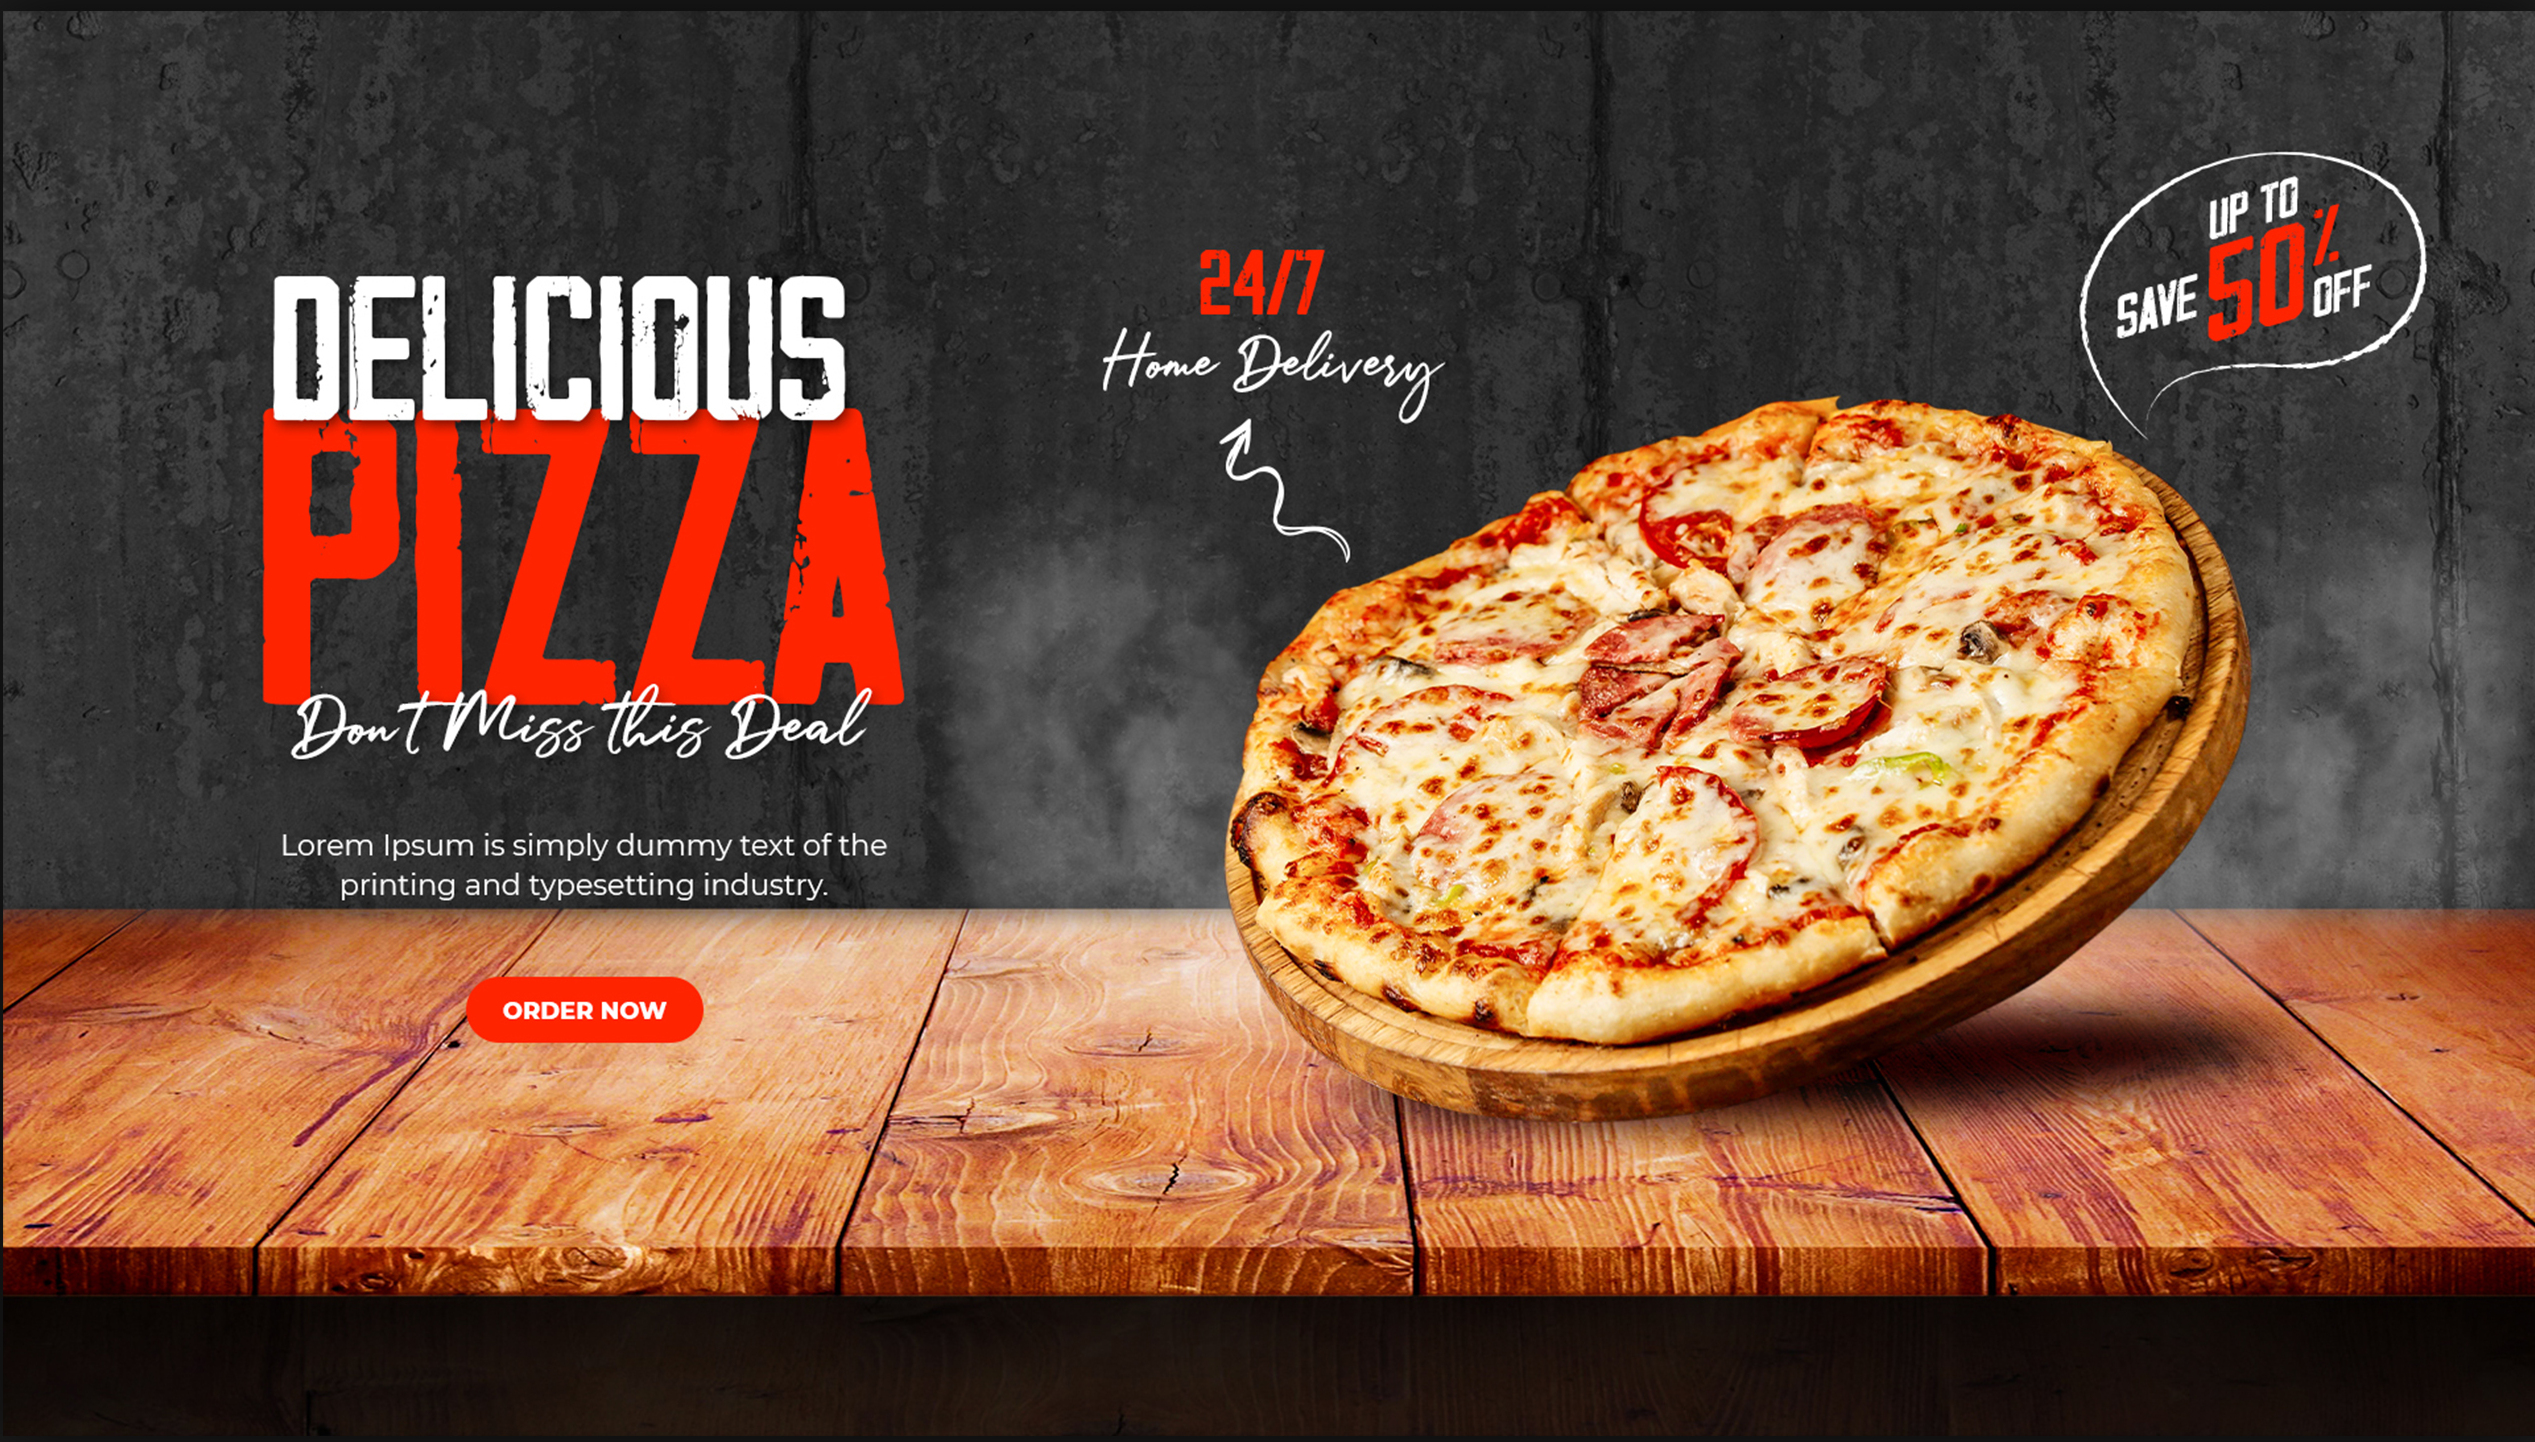 DELICIOUS
PIZZA
Don't Miss this Deal
Lorem Ipsum is simply dummy text of the
printing and typesetting industry.
ORDER NOW
24/7
Home Delivery
UP TO
SAVE 50% OFF